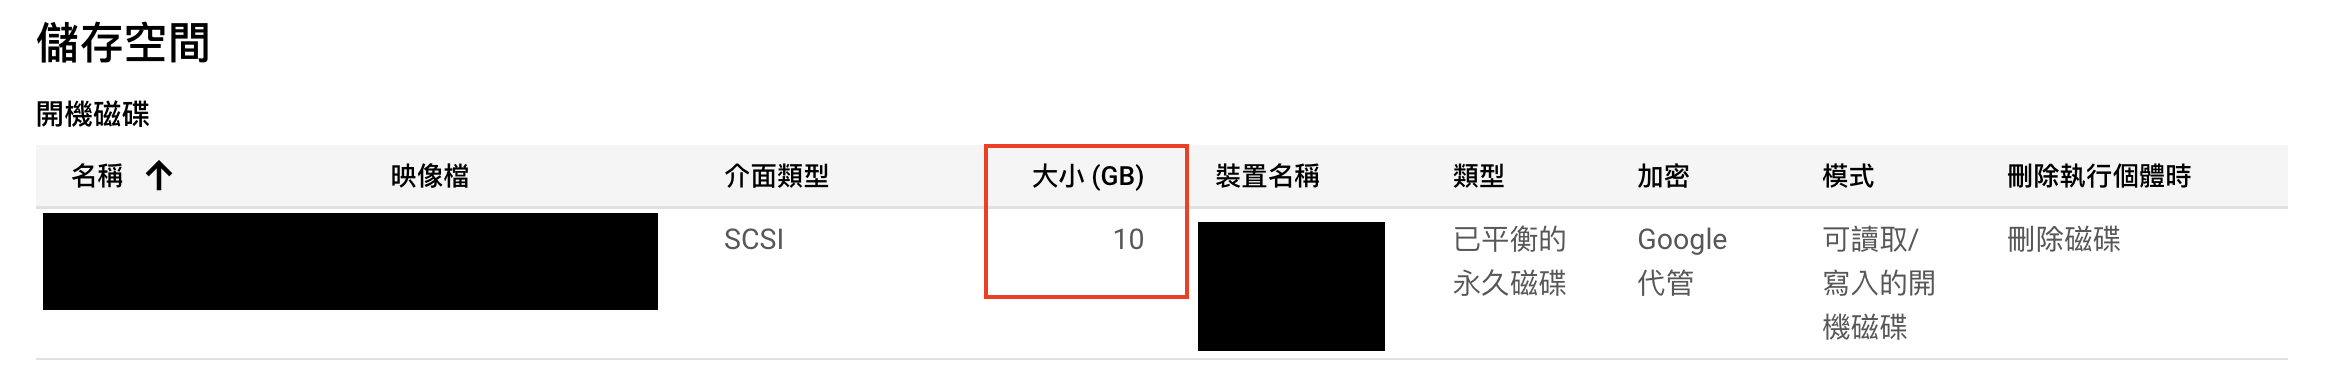 儲存空間
開機磁碟
名稱 ↑ 映像檔 介面類型 大小 (GB) 裝置名稱 類型 加密 模式 刪除執行個體時
SCSI 10 已平衡的 Google 可讀取/ 刪除磁碟
永久磁碟 代管 寫入的開
機磁碟